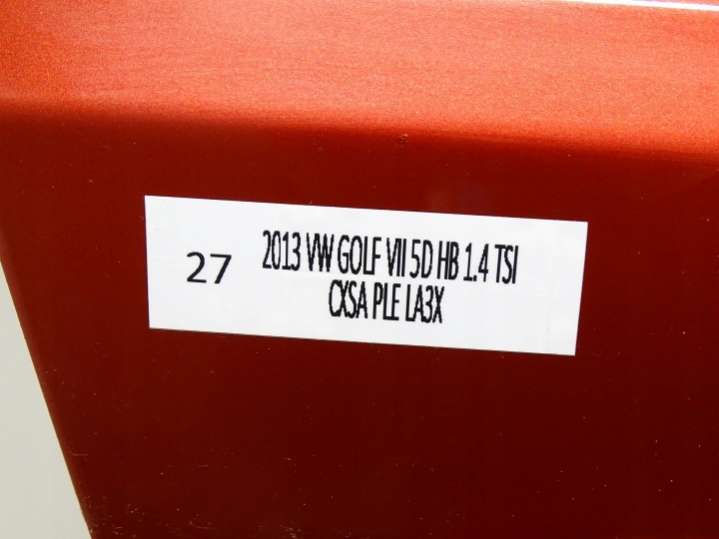 27
2013 VW GOLF VII 5D HB 1.4 TSI
CXSA PLE LA3X